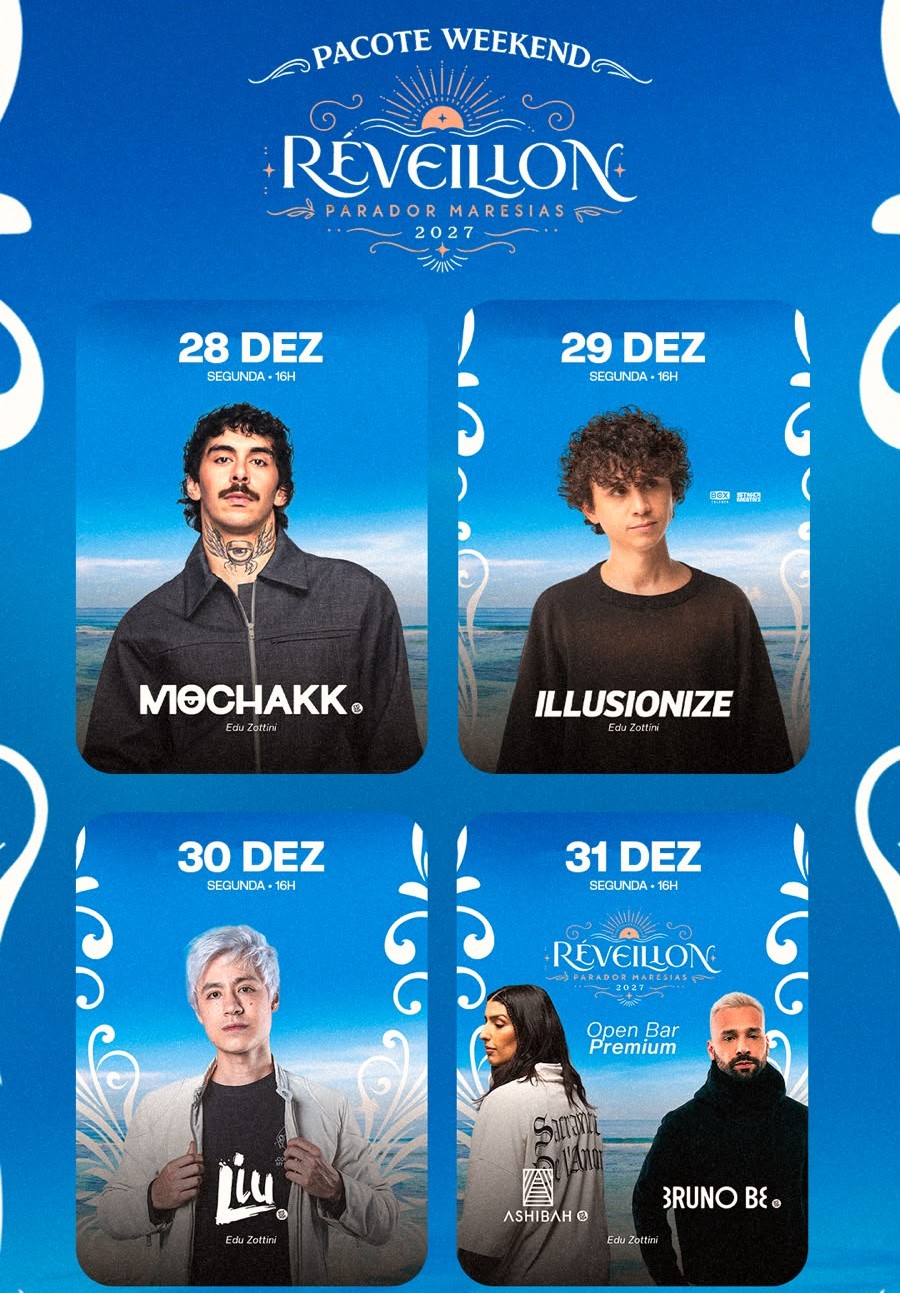 PACOTE WEEKEND
RÉVEILLON
PARADOR MARESIAS
2027
28 DEZ
SEGUNDA • 16H
MOCHAKK
Edu Zottini
29 DEZ
SEGUNDA • 16H
BOX
ILLUSIONIZE
Edu Zottini
30 DEZ
SEGUNDA • 16H
Liu
Edu Zottini
31 DEZ
SEGUNDA • 16H
RÉVEILLON
PARADOR MARESIAS
2027
Open Bar
Premium
ASHIBAH
BRUNO BE
Edu Zottini